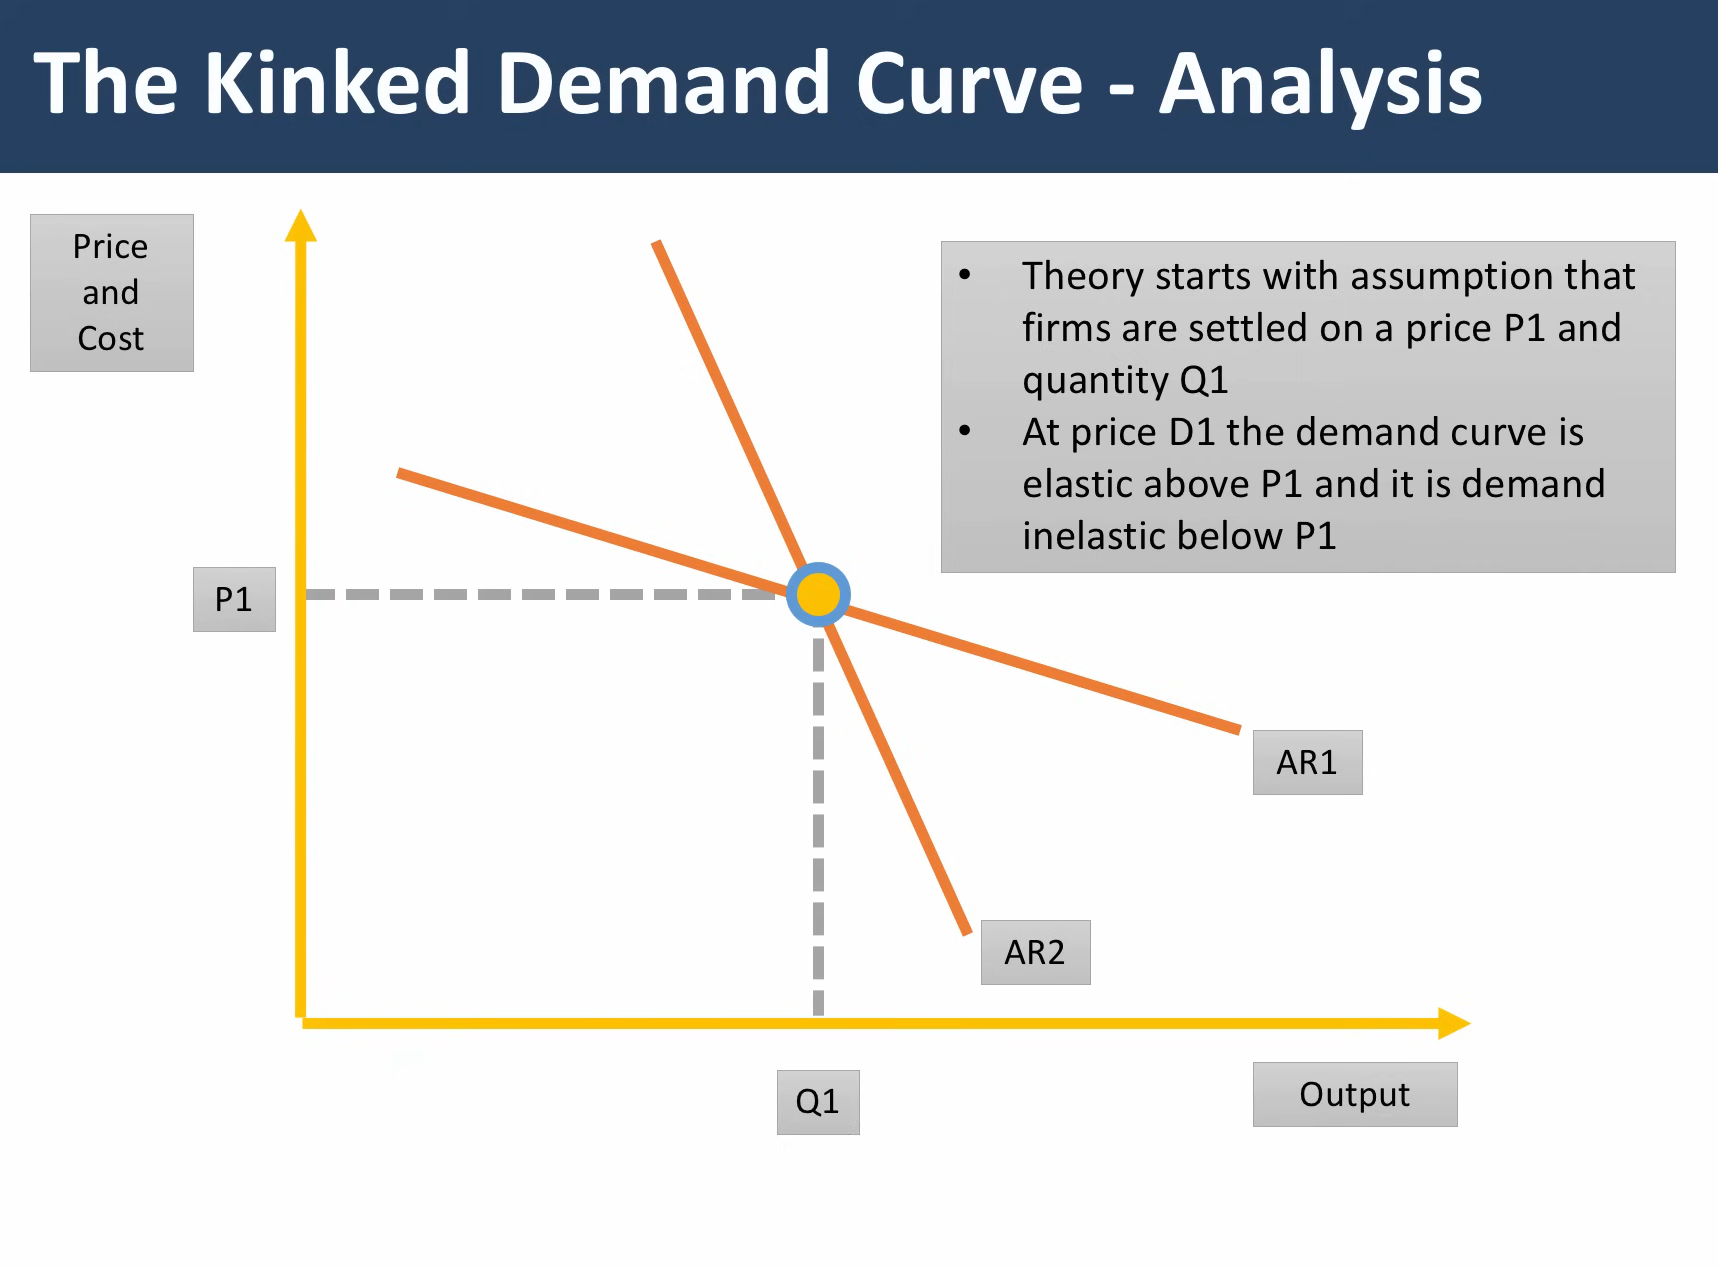 The Kinked Demand Curve - Analysis
Price
and
Cost
• Theory starts with assumption that
firms are settled on a price P1 and
quantity Q1
• At price D1 the demand curve is
elastic above P1 and it is demand
inelastic below P1
P1
AR1
AR2
Q1
Output